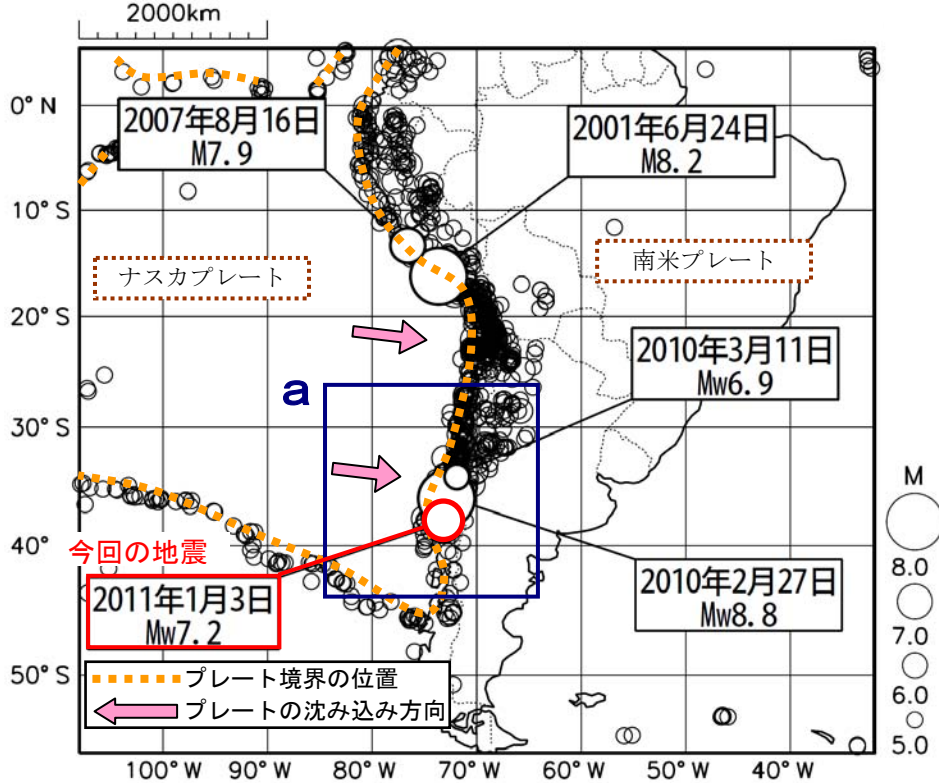 2000km
0° N
10° S
20° S
30° S
40° S
50° S
2007年8月16日
M7.9
2001年6月24日
M8.2
ナスカプレート
南米プレート
2010年3月11日
Mw6.9
a
今回の地震
2011年1月3日
Mw7.2
2010年2月27日
Mw8.8
プレート境界の位置
プレートの沈み込み方向
M
8.0
7.0
6.0
5.0
100° W 90° W 80° W 70° W 60° W 50° W 40° W